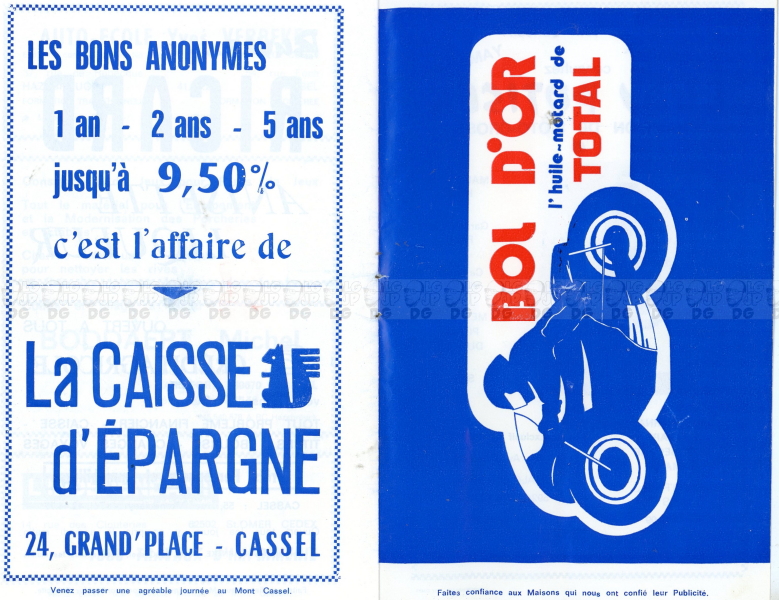 LES BONS ANONYMES
1 an - 2 ans - 5 ans
jusqu'à 9,50%
c'est l'affaire de
La CAISSE
d'ÉPARGNE
24, GRAND'PLACE - CASSEL
Venez passer une agréable journée au Mont Cassel.
BOL D'OR
l'huile-motard de
TOTAL
Faites confiance aux Maisons qui nous ont confié leur Publicité.